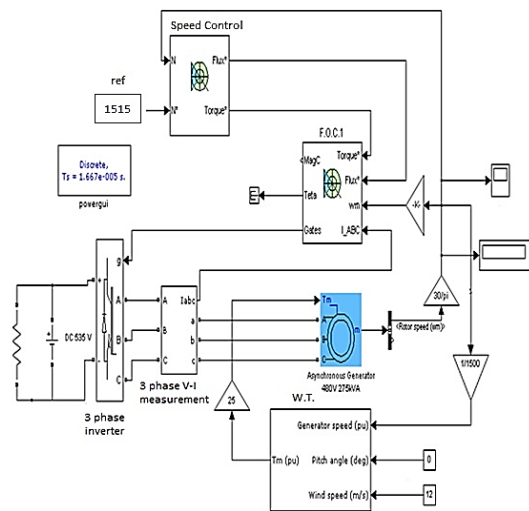 Speed Control
N
Flux*
N*
Torque*
ref
1515
Discrete,
Ts = 1.667e-005 s.
powergui
F.O.C.1
<MagC
Torque*
Flux*
Teta
wm
Gates
I_ABC
-K-
30/pi
<Rotor speed (wm)>
1/1500
DC 535 V
+
-
g
A
B
C
3 phase
inverter
A
B
C
Iabc
a
b
c
3 phase V-I
measurement
Tm
A
B
C
m
Asynchronous Generator
480V 275kVA
25
W.T.
Generator speed (pu)
Tm (pu)
Pitch angle (deg)
Wind speed (m/s)
0
12